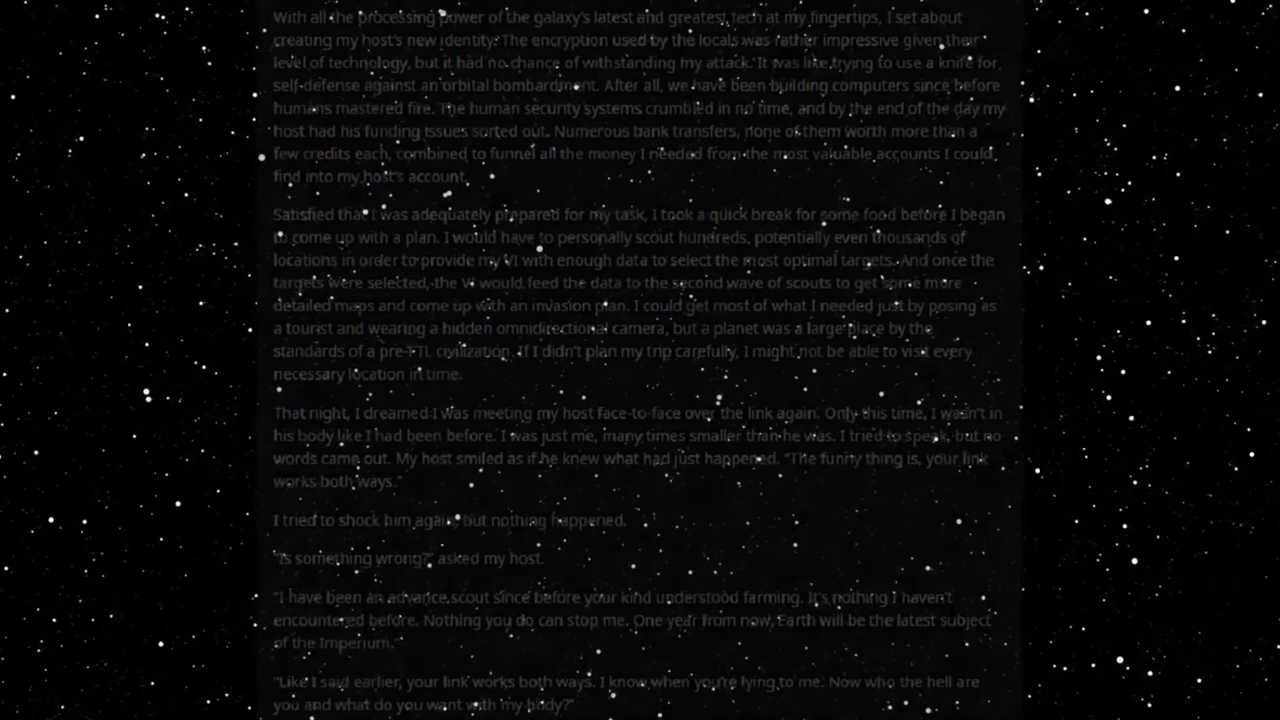 With all the processing power of the galaxy's latest and greatest tech at my fingertips, I set about
creating my host's new identity. The encryption used by the locals was rather impressive given their
level of technology, but it had no chance of withstanding my attack. It was like trying to use a knife for
self-defense against an orbital bombardment. After all, we have been building computers since before
humans mastered fire. The human security systems crumbled in no time, and by the end of the day my
host had his funding issues sorted out. Numerous bank transfers, none of them worth more than a
few credits each, combined to funnel all the money I needed from the most valuable accounts I could
find into my host's account.
Satisfied that I was adequately prepared for my task, I took a quick break for some food before I began
to come up with a plan. I would have to personally scout hundreds, potentially even thousands of
locations in order to provide my VI with enough data to select the most optimal targets. And once the
targets were selected, the VI would feed the data to the second wave of scouts to get some more
detailed maps and come up with an invasion plan. I could get most of what I needed just by posing as
a tourist and wearing a hidden omnidirectional camera, but a planet was a large place by the
standards of a pre-FTL civilization. If I didn't plan my trip carefully, I might not be able to visit every
necessary location in time.
That night, I dreamed I was meeting my host face-to-face over the link again. Only this time, I wasn't in
his body like I had been before. I was just me, many times smaller than he was. I tried to speak, but no
words came out. My host smiled as if he knew what had just happened. "The funny thing is, your link
works both ways."
I tried to shock him again, but nothing happened.
"Is something wrong?" asked my host.
"I have been an advance scout since before your kind understood farming. It's nothing I haven't
encountered before. Nothing you do can stop me. One year from now, Earth will be the latest subject
of the Imperium."
"Like I said earlier, your link works both ways. I know when you're lying to me. Now who the hell are
you and what do you want with my body?"